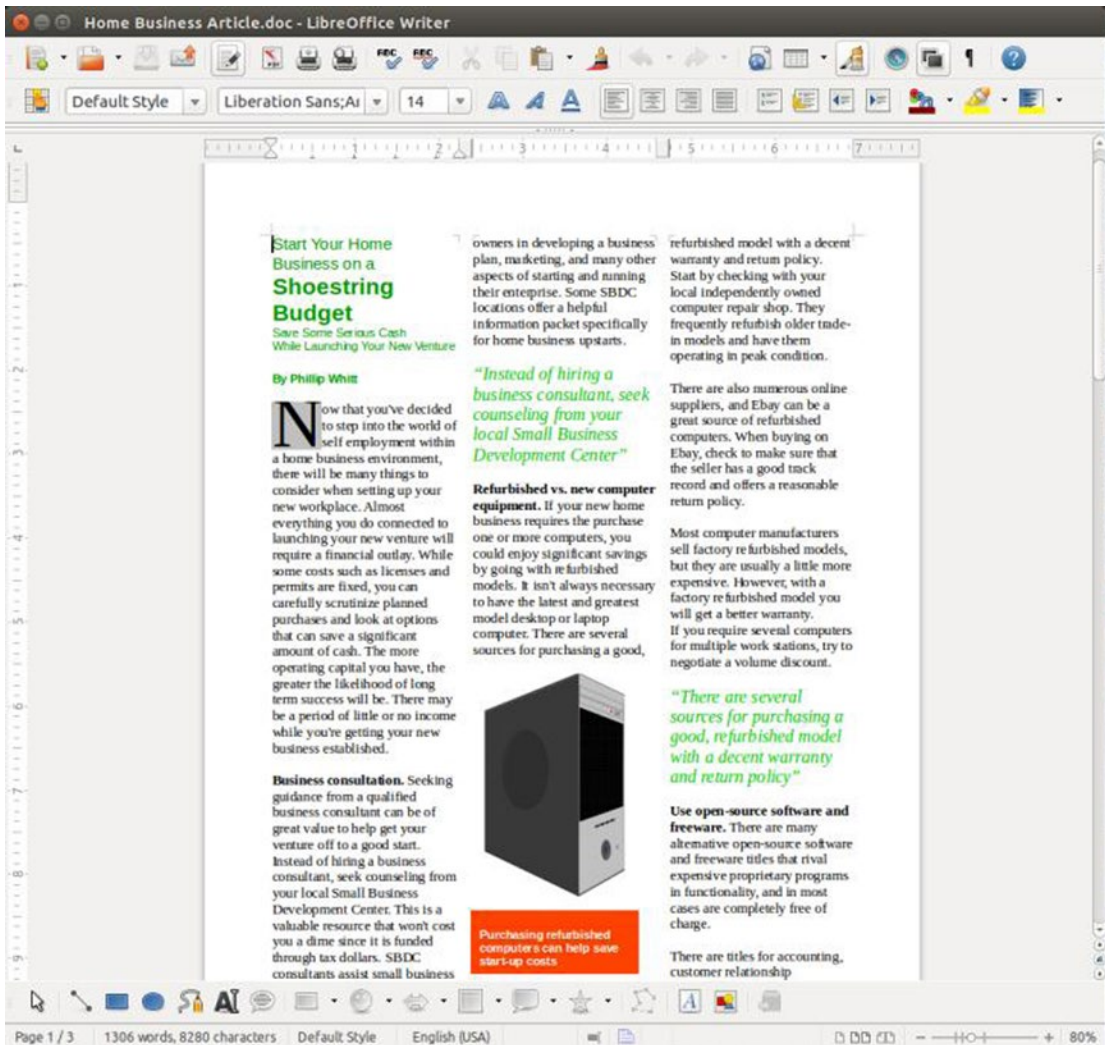 Home Business Article.doc - LibreOffice Writer
Default Style
Liberation Sans;Ar
14
2
3
4
5
6
7
Start Your Home
Business on a
Shoestring
Budget
Save Some Serious Cash
While Launching Your New Venture
By Phillip Whitt
Now that you've decided
to step into the world of
self employment within
a home business environment,
there will be many things to
consider when setting up your
new workplace. Almost
everything you do connected to
launching your new venture will
require a financial outlay. While
some costs such as licenses and
permits are fixed, you can
carefully scrutinize planned
purchases and look at options
that can save a significant
amount of cash. The more
operating capital you have, the
greater the likelihood of long
term success will be. There may
be a period of little or no income
while you're getting your new
business established.
Business consultation. Seeking
guidance from a qualified
business consultant can be of
great value to help get your
venture off to a good start.
Instead of hiring a business
consultant, seek counseling from
your local Small Business
Development Center. This is a
valuable resource that won't cost
you a dime since it is funded
through tax dollars. SBDC
consultants assist small business
owners in developing a business
plan, marketing, and many other
aspects of starting and running
their enterprise. Some SBDC
locations offer a helpful
information packet specifically
for home business upstarts.
“Instead of hiring a
business consultant, seek
counseling from your
local Small Business
Development Center”
Refurbished vs. new computer
equipment. If your new home
business requires the purchase
one or more computers, you
could enjoy significant savings
by going with refurbished
models. It isn't always necessary
to have the latest and greatest
model desktop or laptop
computer. There are several
sources for purchasing a good,
Purchasing refurbished
computers can help save
start-up costs
refurbished model with a decent
warranty and return policy.
Start by checking with your
local independently owned
computer repair shop. They
frequently refurbish older trade-
in models and have them
operating in peak condition.
There are also numerous online
suppliers, and Ebay can be a
great source of refurbished
computers. When buying on
Ebay, check to make sure that
the seller has a good track
record and offers a reasonable
return policy.
Most computer manufacturers
sell factory refurbished models,
but they are usually a little more
expensive. However, with a
factory refurbished model you
will get a better warranty.
If you require several computers
for multiple work stations, try to
negotiate a volume discount.
“There are several
sources for purchasing a
good, refurbished model
with a decent warranty
and return policy”
Use open-source software and
freeware. There are many
alternative open-source software
and freeware titles that rival
expensive proprietary programs
in functionality, and in most
cases are completely free of
charge.
There are titles for accounting,
customer relationship
Page 1 / 3
1306 words, 8280 characters
Default Style
English (USA)
80%